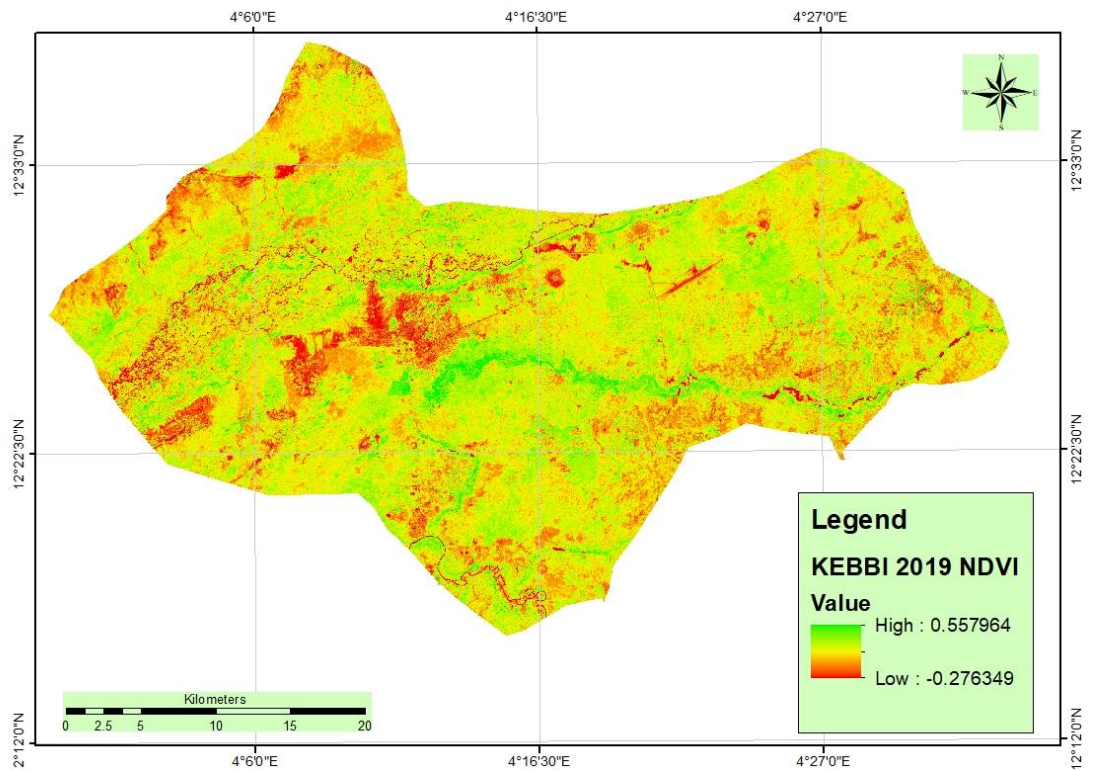 4°6'0"E 4°16'30"E 4°27'0"E
N
W E
S
12°33'0"N 12°33'0"N
12°22'30"N 12°22'30"N
Legend
KEBBI 2019 NDVI
Value
High : 0.557964
Low : -0.276349
Kilometers
0 2.5 5 10 15 20
2°12'0"N 12°12'0"N
4°6'0"E 4°16'30"E 4°27'0"E